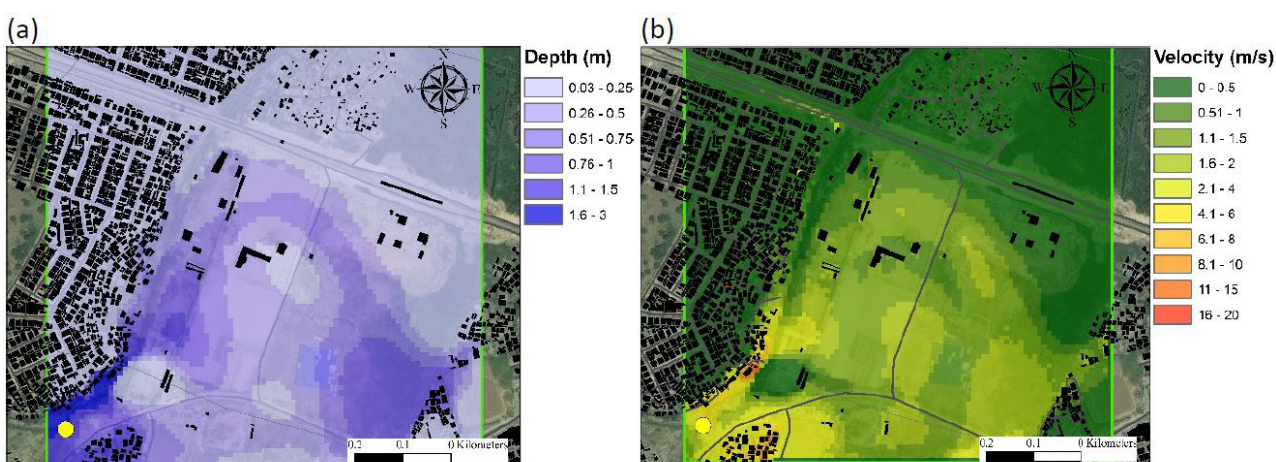 (a)
Depth (m)
0.03 - 0.25
0.26 - 0.5
0.51 - 0.75
0.76 - 1
1.1 - 1.5
1.6 - 3
N
W
E
S
0.2
0.1
0 Kilometers
(b)
Velocity (m/s)
0 - 0.5
0.51 - 1
1.1 - 1.5
1.6 - 2
2.1 - 4
4.1 - 6
6.1 - 8
8.1 - 10
11 - 15
16 - 20
N
W
E
S
0.2
0.1
0 Kilometers